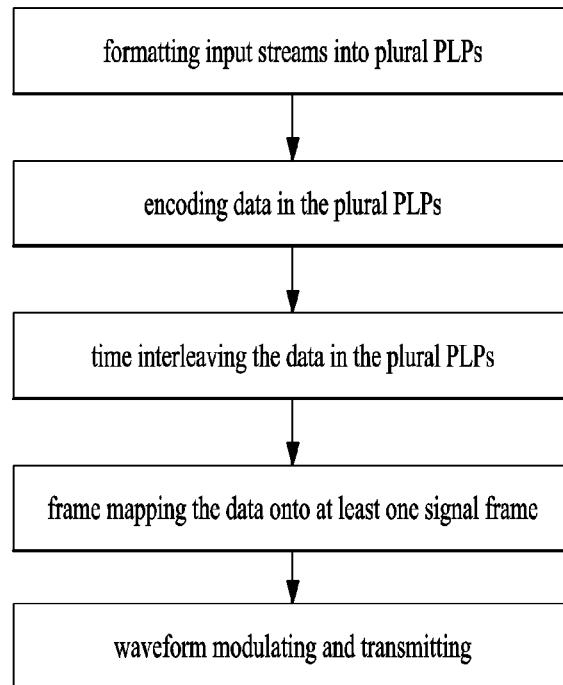 formatting input streams into plural PLPs
encoding data in the plural PLPs
time interleaving the data in the plural PLPs
frame mapping the data onto at least one signal frame
waveform modulating and transmitting